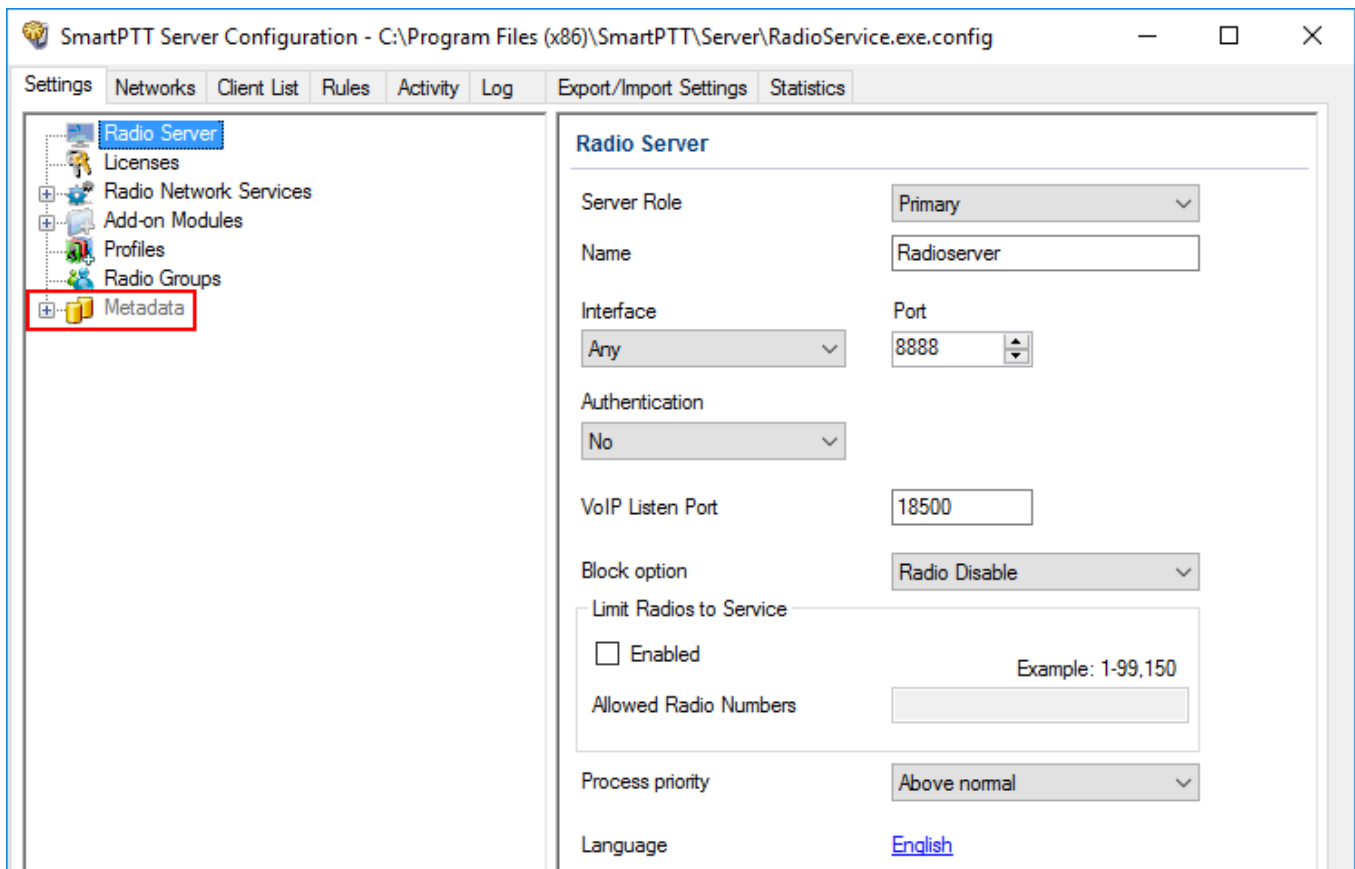 SmartPTT Server Configuration - C:\Program Files (x86)\SmartPTT\Server\RadioService.exe.config
Settings Networks Client List Rules Activity Log Export/Import Settings Statistics
Radio Server
Licenses
Radio Network Services
Add-on Modules
Profiles
Radio Groups
Metadata
Radio Server
Server Role Primary
Name Radioserver
Interface Port
Any 8888
Authentication
No
VoIP Listen Port 18500
Block option Radio Disable
Limit Radios to Service
Enabled
Example: 1-99,150
Allowed Radio Numbers
Process priority Above normal
Language English